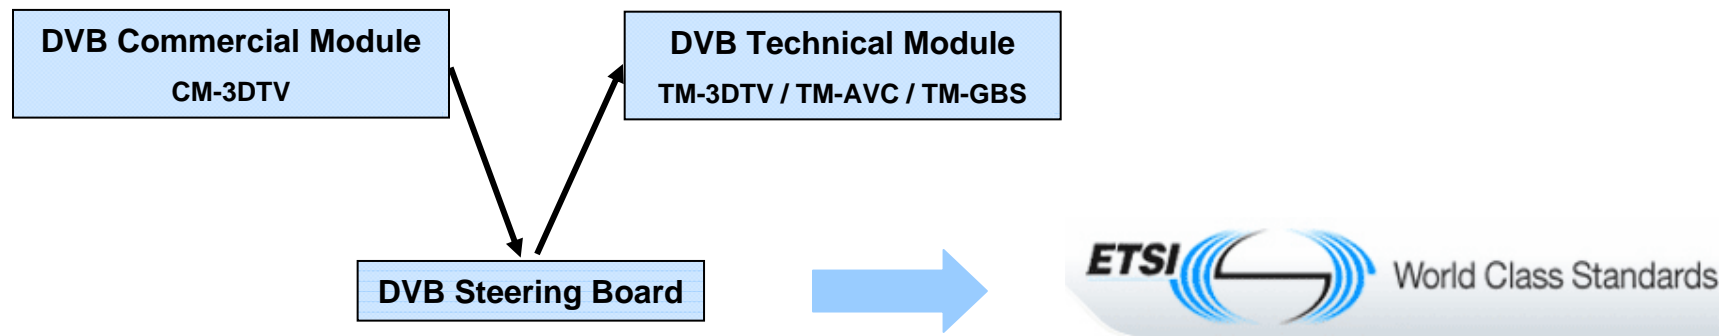 DVB Commercial Module
CM-3DTV
DVB Technical Module
TM-3DTV / TM-AVC / TM-GBS
DVB Steering Board
ETSI
World Class Standards